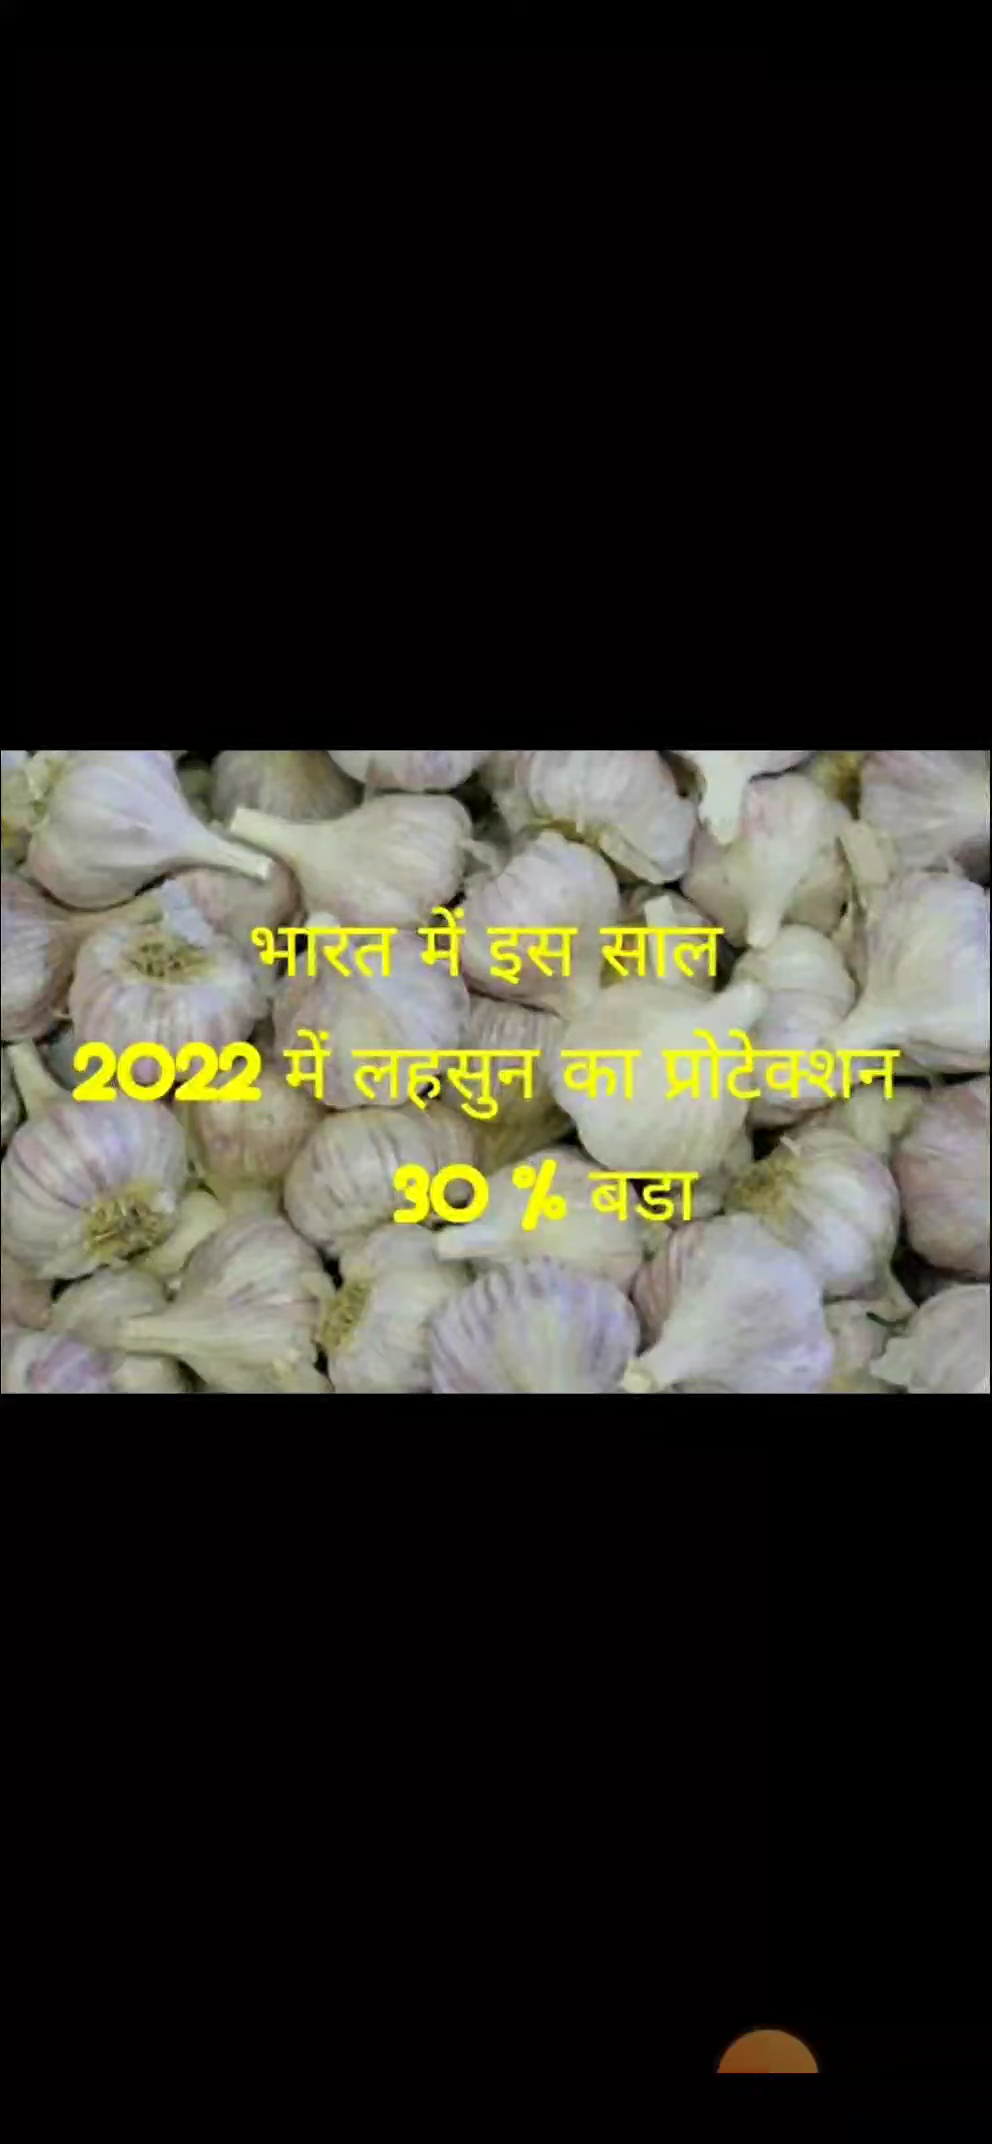 भारत में इस साल
2022 में लहसुन का प्रोटेक्शन
30 % बडा